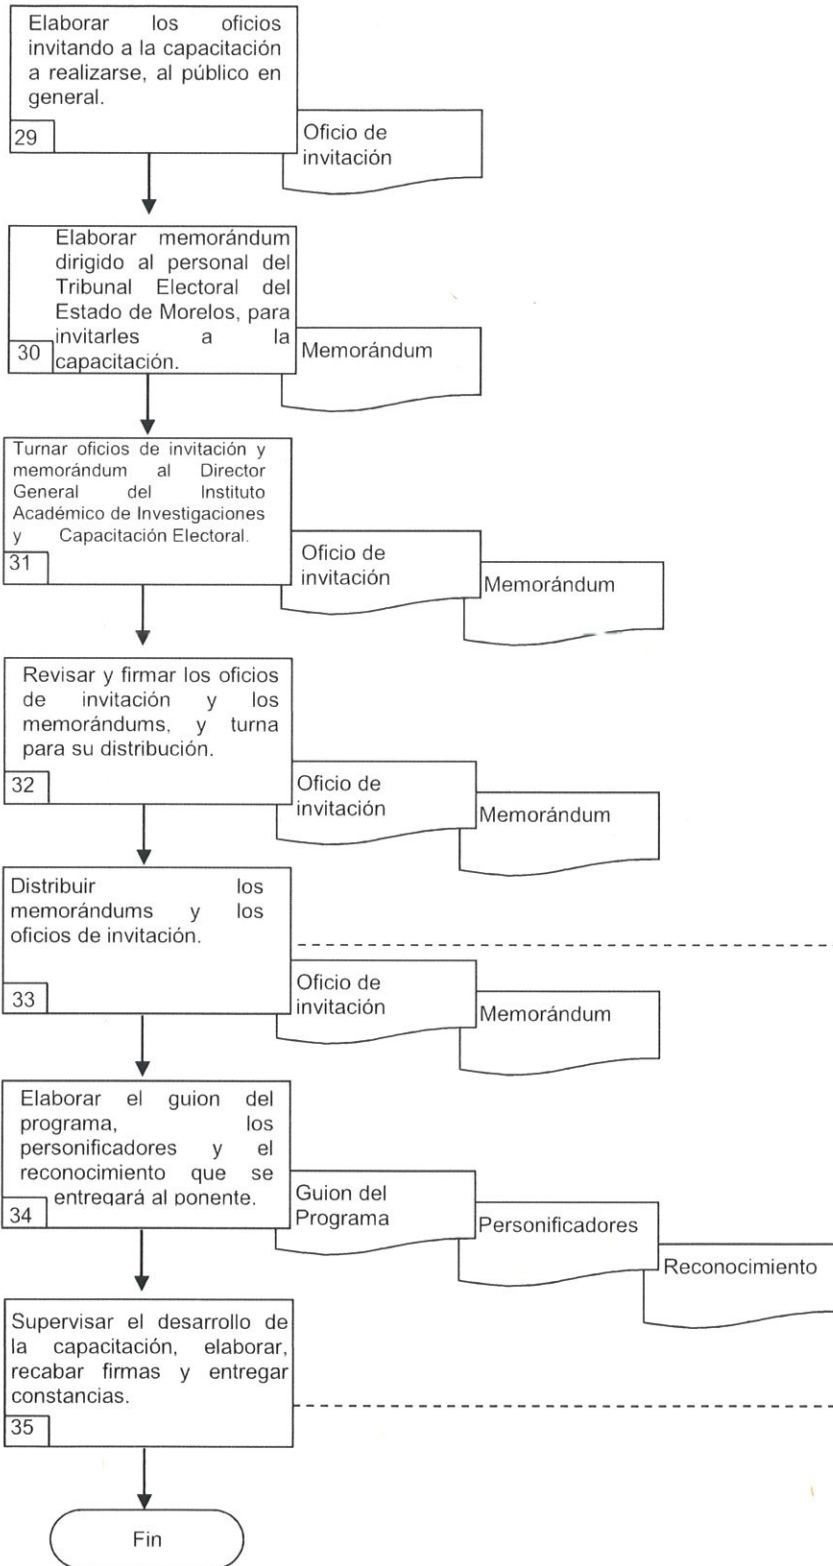 Elaborar los oficios
invitando a la capacitación
a realizarse, al público en
general.
29
Oficio de
invitación
Elaborar memorándum
dirigido al personal del
Tribunal Electoral del
Estado de Morelos, para
invitarles a la
capacitación.
30
Memorándum
Turnar oficios de invitación y
memorándum al Director
General del Instituto
Académico de Investigaciones
y Capacitación Electoral.
31
Oficio de
invitación
Memorándum
Revisar y firmar los oficios
de invitación y los
memorándums, y turna
para su distribución.
32
Oficio de
invitación
Memorándum
Distribuir los
memorándums y los
oficios de invitación.
33
Oficio de
invitación
Memorándum
Elaborar el guion del
programa, los
personificadores y el
reconocimiento que se
entregará al ponente.
34
Guion del
Programa
Personificadores
Reconocimiento
Supervisar el desarrollo de
la capacitación, elaborar,
recabar firmas y entregar
constancias.
35
Fin